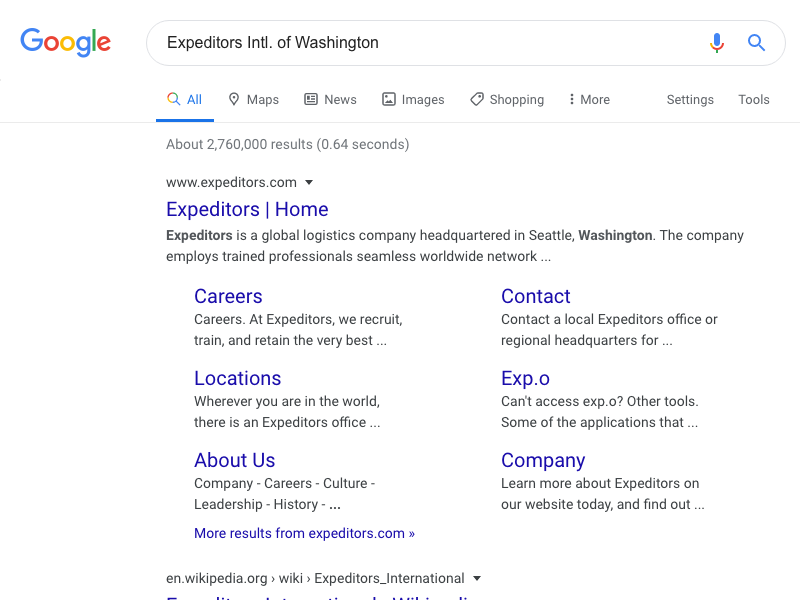 Google
Expeditors Intl. of Washington
All Maps News Images Shopping More Settings Tools
About 2,760,000 results (0.64 seconds)
www.expeditors.com
Expeditors | Home
Expeditors is a global logistics company headquartered in Seattle, Washington. The company
employs trained professionals seamless worldwide network ...
Careers
Careers. At Expeditors, we recruit,
train, and retain the very best ...
Contact
Contact a local Expeditors office or
regional headquarters for ...
Locations
Wherever you are in the world,
there is an Expeditors office ...
Exp.o
Can't access exp.o? Other tools.
Some of the applications that ...
About Us
Company - Careers - Culture -
Leadership - History - ...
Company
Learn more about Expeditors on
our website today, and find out ...
More results from expeditors.com »
en.wikipedia.org › wiki › Expeditors_International